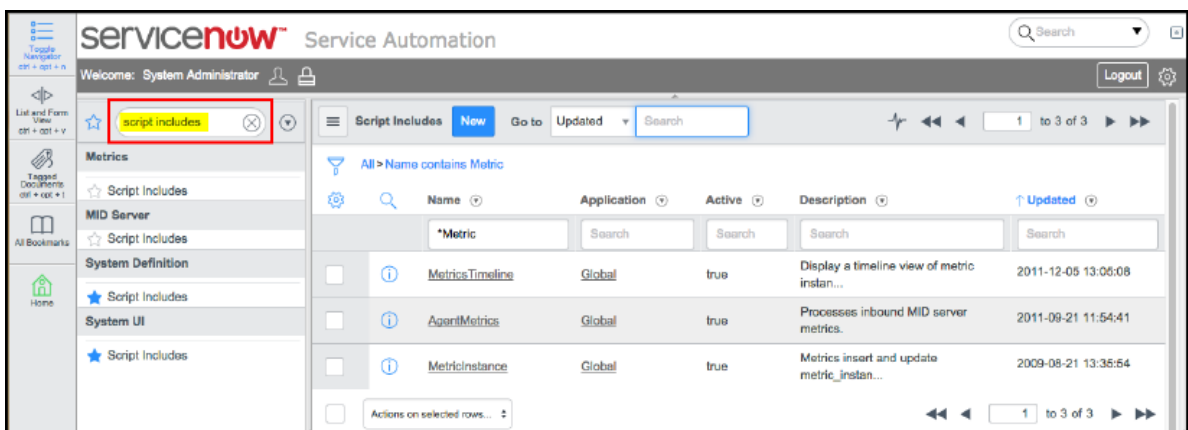 servicenow™ Service Automation
Search
Toggle
Navigator
ctrl + opt + n
Welcome: System Administrator
Logout
List and Form
View
ctrl + opt + v
script includes
Script Includes New Go to Updated Search
1 to 3 of 3
Tagged
Documents
ctrl + opt + t
All Bookmarks
Home
Metrics
Script Includes
MID Server
Script Includes
System Definition
Script Includes
System UI
Script Includes
All > Name contains Metric
Name Application Active Description Updated
*Metric Search Search Search Search
MetricsTimeline Global true Display a timeline view of metric instan... 2011-12-05 13:05:08
AgentMetrics Global true Processes inbound MID server metrics. 2011-09-21 11:54:41
MetricInstance Global true Metrics insert and update metric_instan... 2009-08-21 13:35:54
Actions on selected rows...
1 to 3 of 3